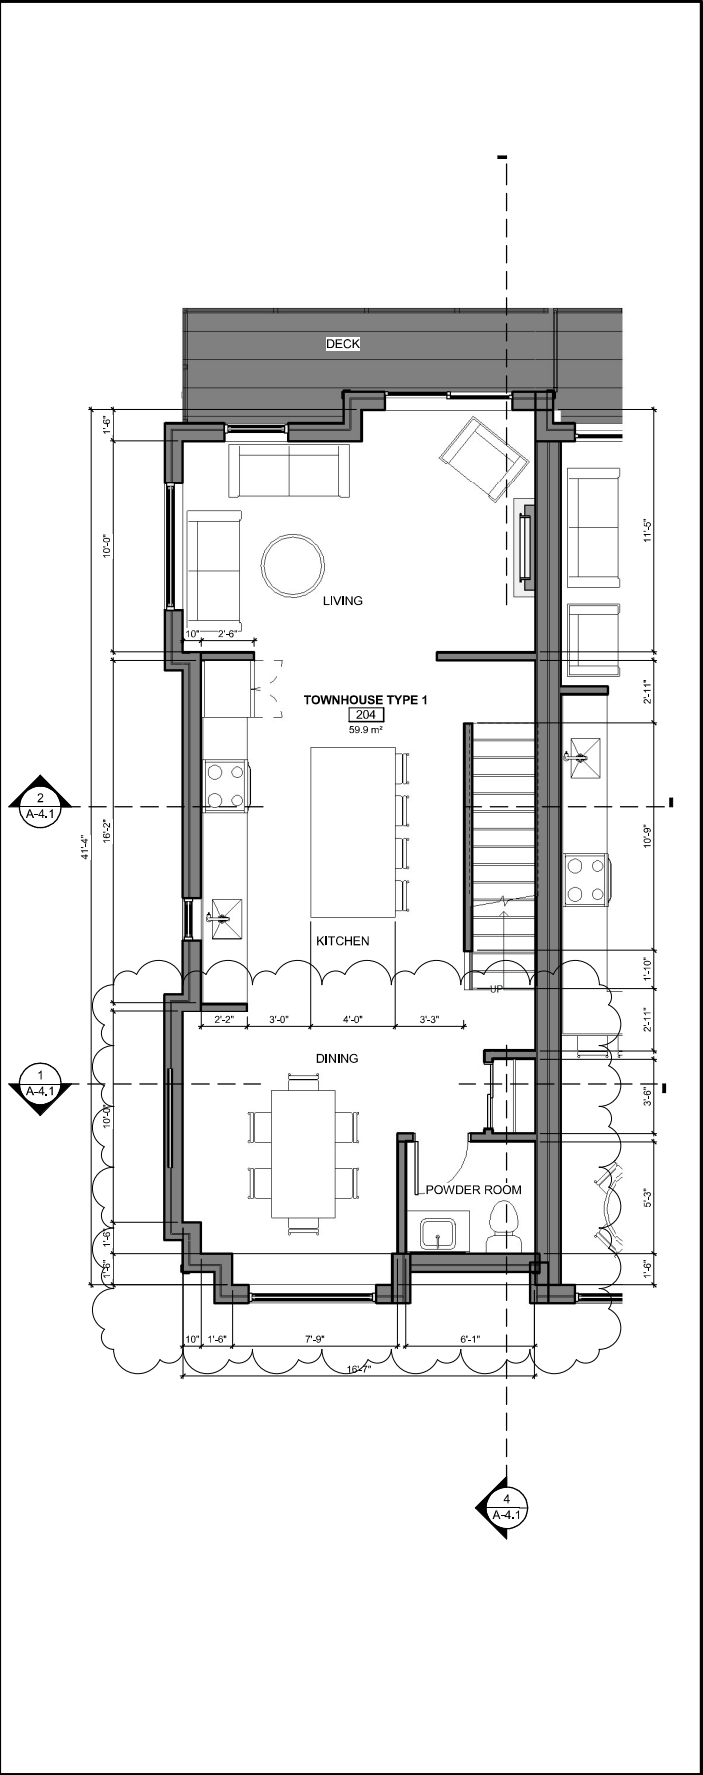 DECK
1'-6"
10'-0"
11'-5"
LIVING
10"
2'-6"
TOWNHOUSE TYPE 1
204
59.9 m²
2'-11"
2
A-4.1
41'-4"
16'-2"
10'-9"
KITCHEN
UP
1'-10"
2'-2"
3'-0"
4'-0"
3'-3"
2'-11"
DINING
1
A-4.1
10'-0"
3'-6"
POWDER ROOM
5'-3"
1'-6"
1'-6"
1'-6"
10"
1'-6"
7'-9"
6'-1"
16'-7"
4
A-4.1